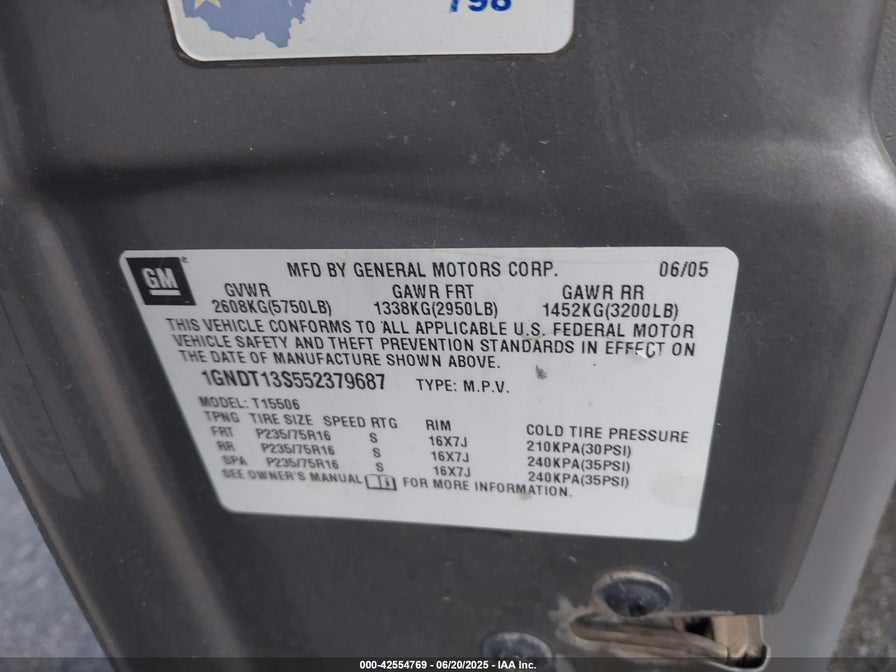 798
GM
MFD BY GENERAL MOTORS CORP. 06/05
GVWR GAWR FRT GAWR RR
2608KG(5750LB) 1338KG(2950LB) 1452KG(3200LB)
THIS VEHICLE CONFORMS TO ALL APPLICABLE U.S. FEDERAL MOTOR
VEHICLE SAFETY AND THEFT PREVENTION STANDARDS IN EFFECT ON
THE DATE OF MANUFACTURE SHOWN ABOVE.
1GNDT13S552379687 TYPE: M.P.V.
MODEL: T15506
TPNG TIRE SIZE SPEED RTG RIM COLD TIRE PRESSURE
FRT P235/75R16 S 16X7J 210KPA(30PSI)
RR P235/75R16 S 16X7J 240KPA(35PSI)
SPA P235/75R16 S 16X7J 240KPA(35PSI)
SEE OWNER'S MANUAL FOR MORE INFORMATION.
000-42554769 - 06/20/2025 - IAA Inc.